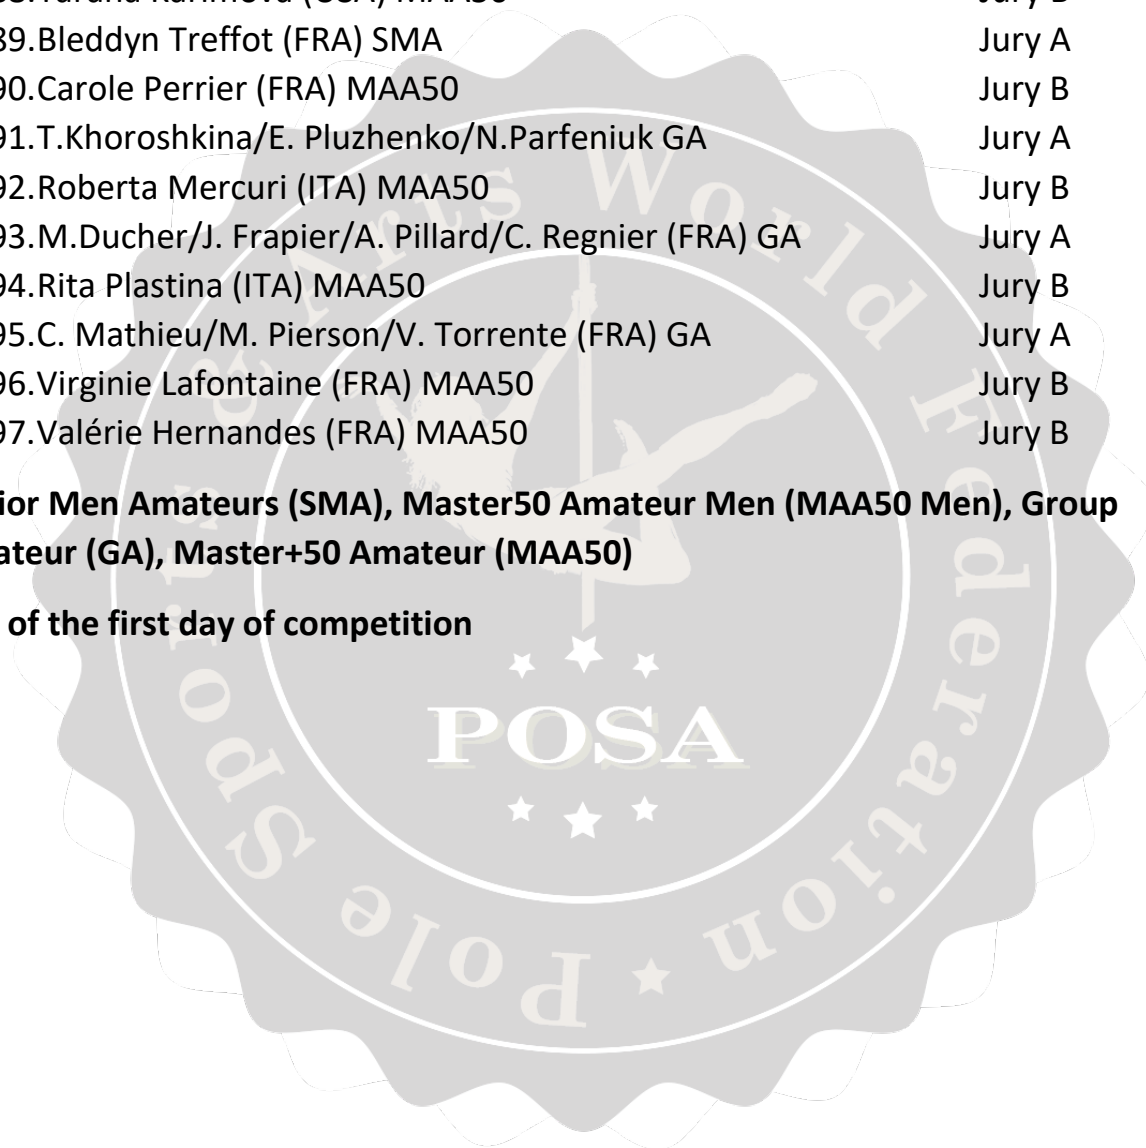 89.Bleddyn Treffot (FRA) SMA Jury A
90.Carole Perrier (FRA) MAA50 Jury B
91.T.Khoroshkina/E. Pluzhenko/N.Parfeniuk GA Jury A
92.Roberta Mercuri (ITA) MAA50 Jury B
93.M.Ducher/J. Frapier/A. Pillard/C. Regnier (FRA) GA Jury A
94.Rita Plastina (ITA) MAA50 Jury B
95.C. Mathieu/M. Pierson/V. Torrente (FRA) GA Jury A
96.Virginie Lafontaine (FRA) MAA50 Jury B
97.Valérie Hernandes (FRA) MAA50 Jury B
ior Men Amateurs (SMA), Master50 Amateur Men (MAA50 Men), Group
ateur (GA), Master+50 Amateur (MAA50)
of the first day of competition
Pole Sports & Arts World Federation
POSA